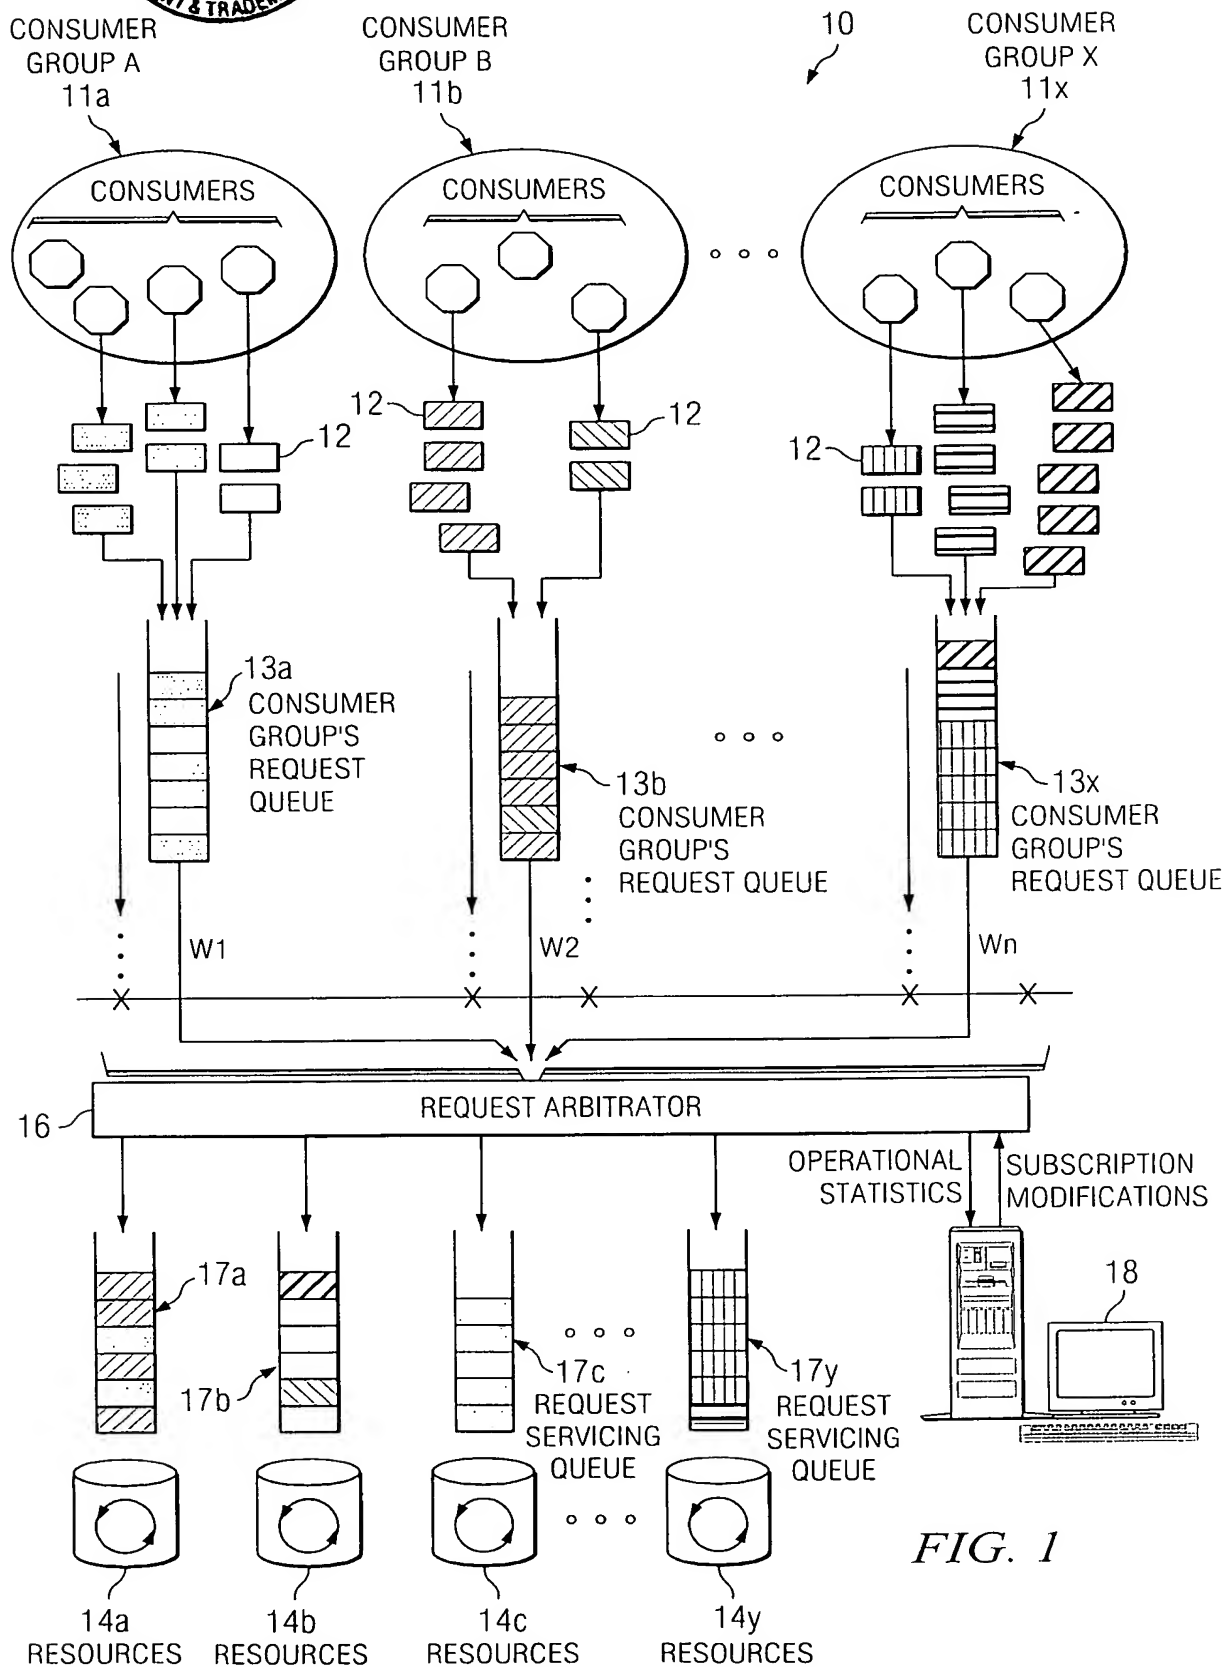 & TRADEM
CONSUMER
GROUP A
11a
CONSUMER
GROUP B
11b
10
CONSUMER
GROUP X
11x
CONSUMERS
CONSUMERS
CONSUMERS
12
12
12
12
13a
CONSUMER
GROUP'S
REQUEST
QUEUE
13b
CONSUMER
GROUP'S
REQUEST QUEUE
13x
CONSUMER
GROUP'S
REQUEST QUEUE
W1
W2
Wn
REQUEST ARBITRATOR
16
OPERATIONAL
STATISTICS
SUBSCRIPTION
MODIFICATIONS
17a
17b
17c
REQUEST
SERVICING
QUEUE
17y
REQUEST
SERVICING
QUEUE
18
14a
RESOURCES
14b
RESOURCES
14c
RESOURCES
14y
RESOURCES
FIG. 1